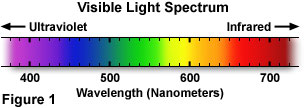 Visible Light Spectrum
← Ultraviolet Infrared →
400 500 600 700
Wavelength (Nanometers)
Figure 1